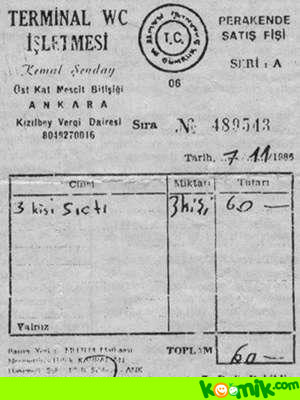 TERMİNAL WC
İŞLETMESİ
Kemal Şenday
Üst Kat Mescit Bitişiği
ANKARA
Kızılbey Vergi Dairesi
8049270016
T.C.
06
PERAKENDE
SATIŞ FİŞİ
SERİ : A
Sıra № 489543
Tarih, 7/11/1986
Cinsi Miktarı Tutarı
3 kişi sıçtı 3 kişi 60 —
Yalnız
TOPLAM 60 —
komik.com